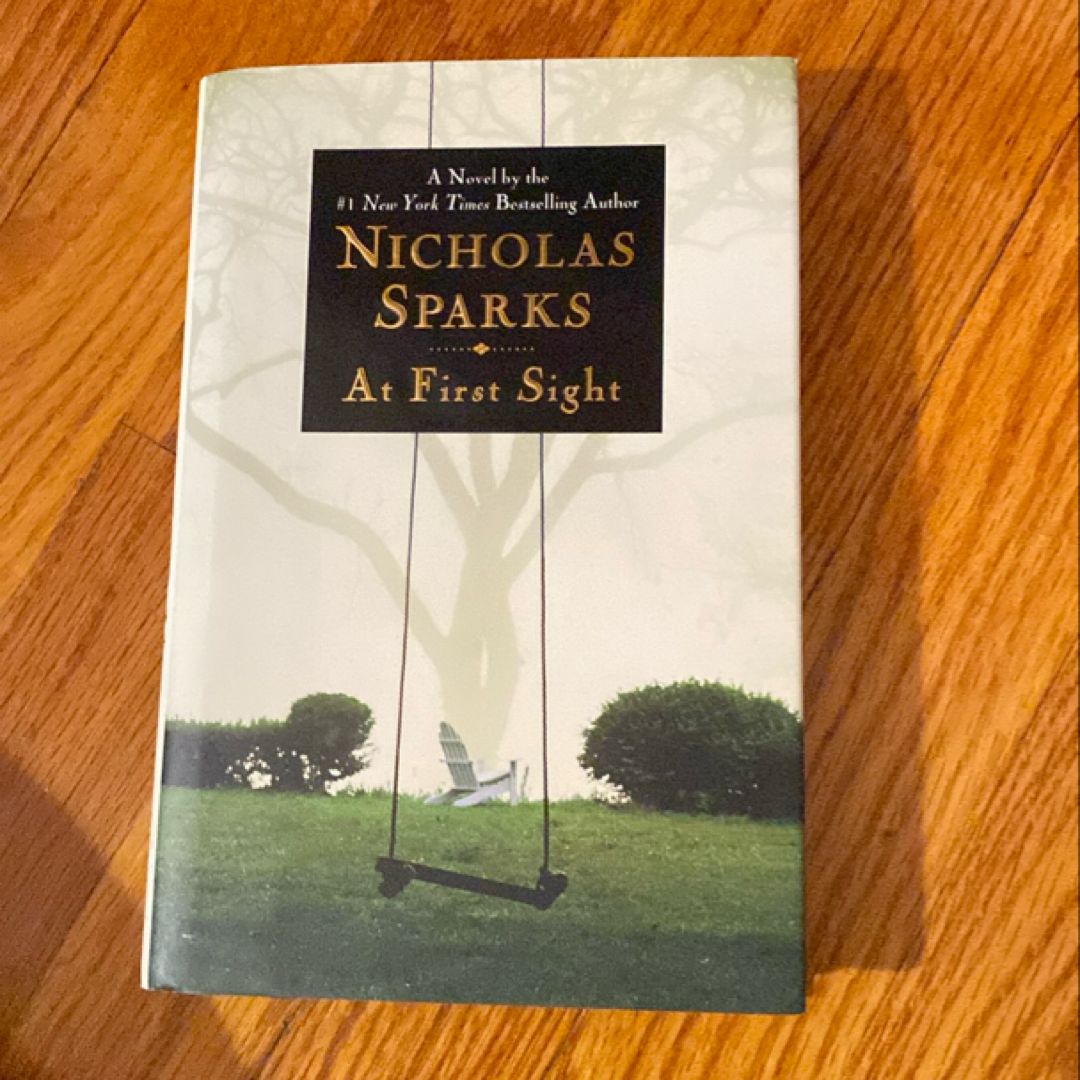 A Novel by the
#1 New York Times Bestselling Author
NICHOLAS
SPARKS
At First Sight